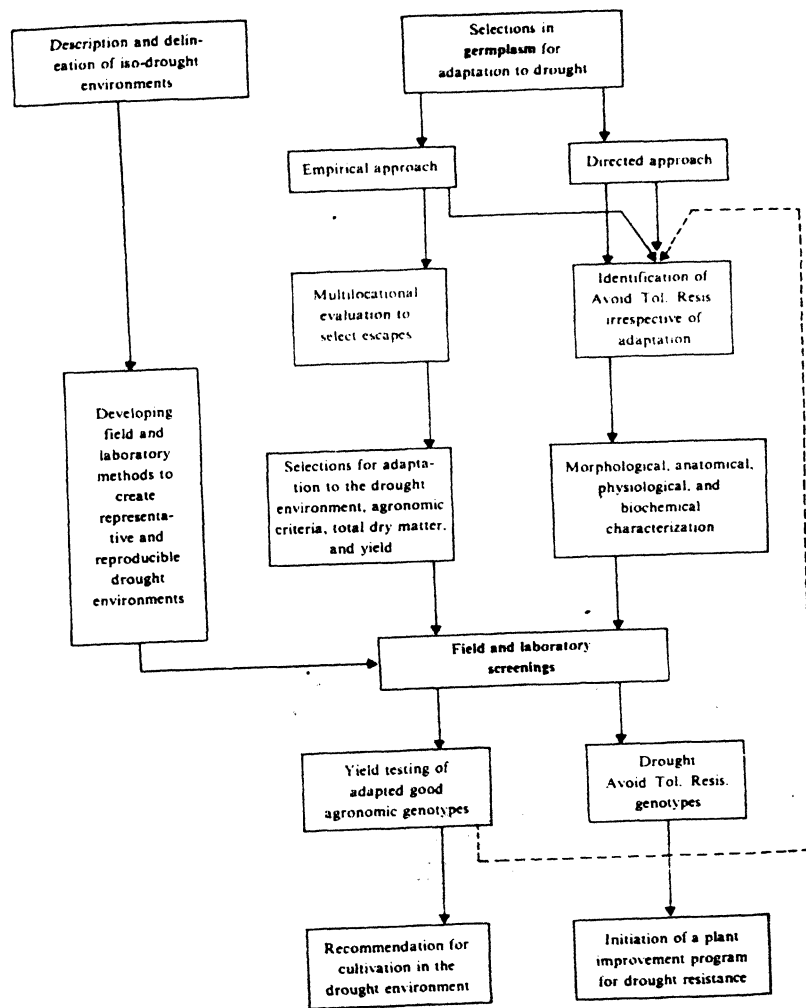 Description and delin-
eation of iso-drought
environments
Selections in
germplasm for
adaptation to drought
Empirical approach
Directed approach
Multilocational
evaluation to
select escapes
Identification of
Avoid Tol. Resis
irrespective of
adaptation
Developing
field and
laboratory
methods to
create
representa-
tive and
reproducible
drought
environments
Selections for adapta-
tion to the drought
environment, agronomic
criteria, total dry matter,
and yield
Morphological, anatomical,
physiological, and
biochemical
characterization
Field and laboratory
screenings
Yield testing of
adapted good
agronomic genotypes
Drought
Avoid Tol. Resis.
genotypes
Recommendation for
cultivation in the
drought environment
Initiation of a plant
improvement program
for drought resistance